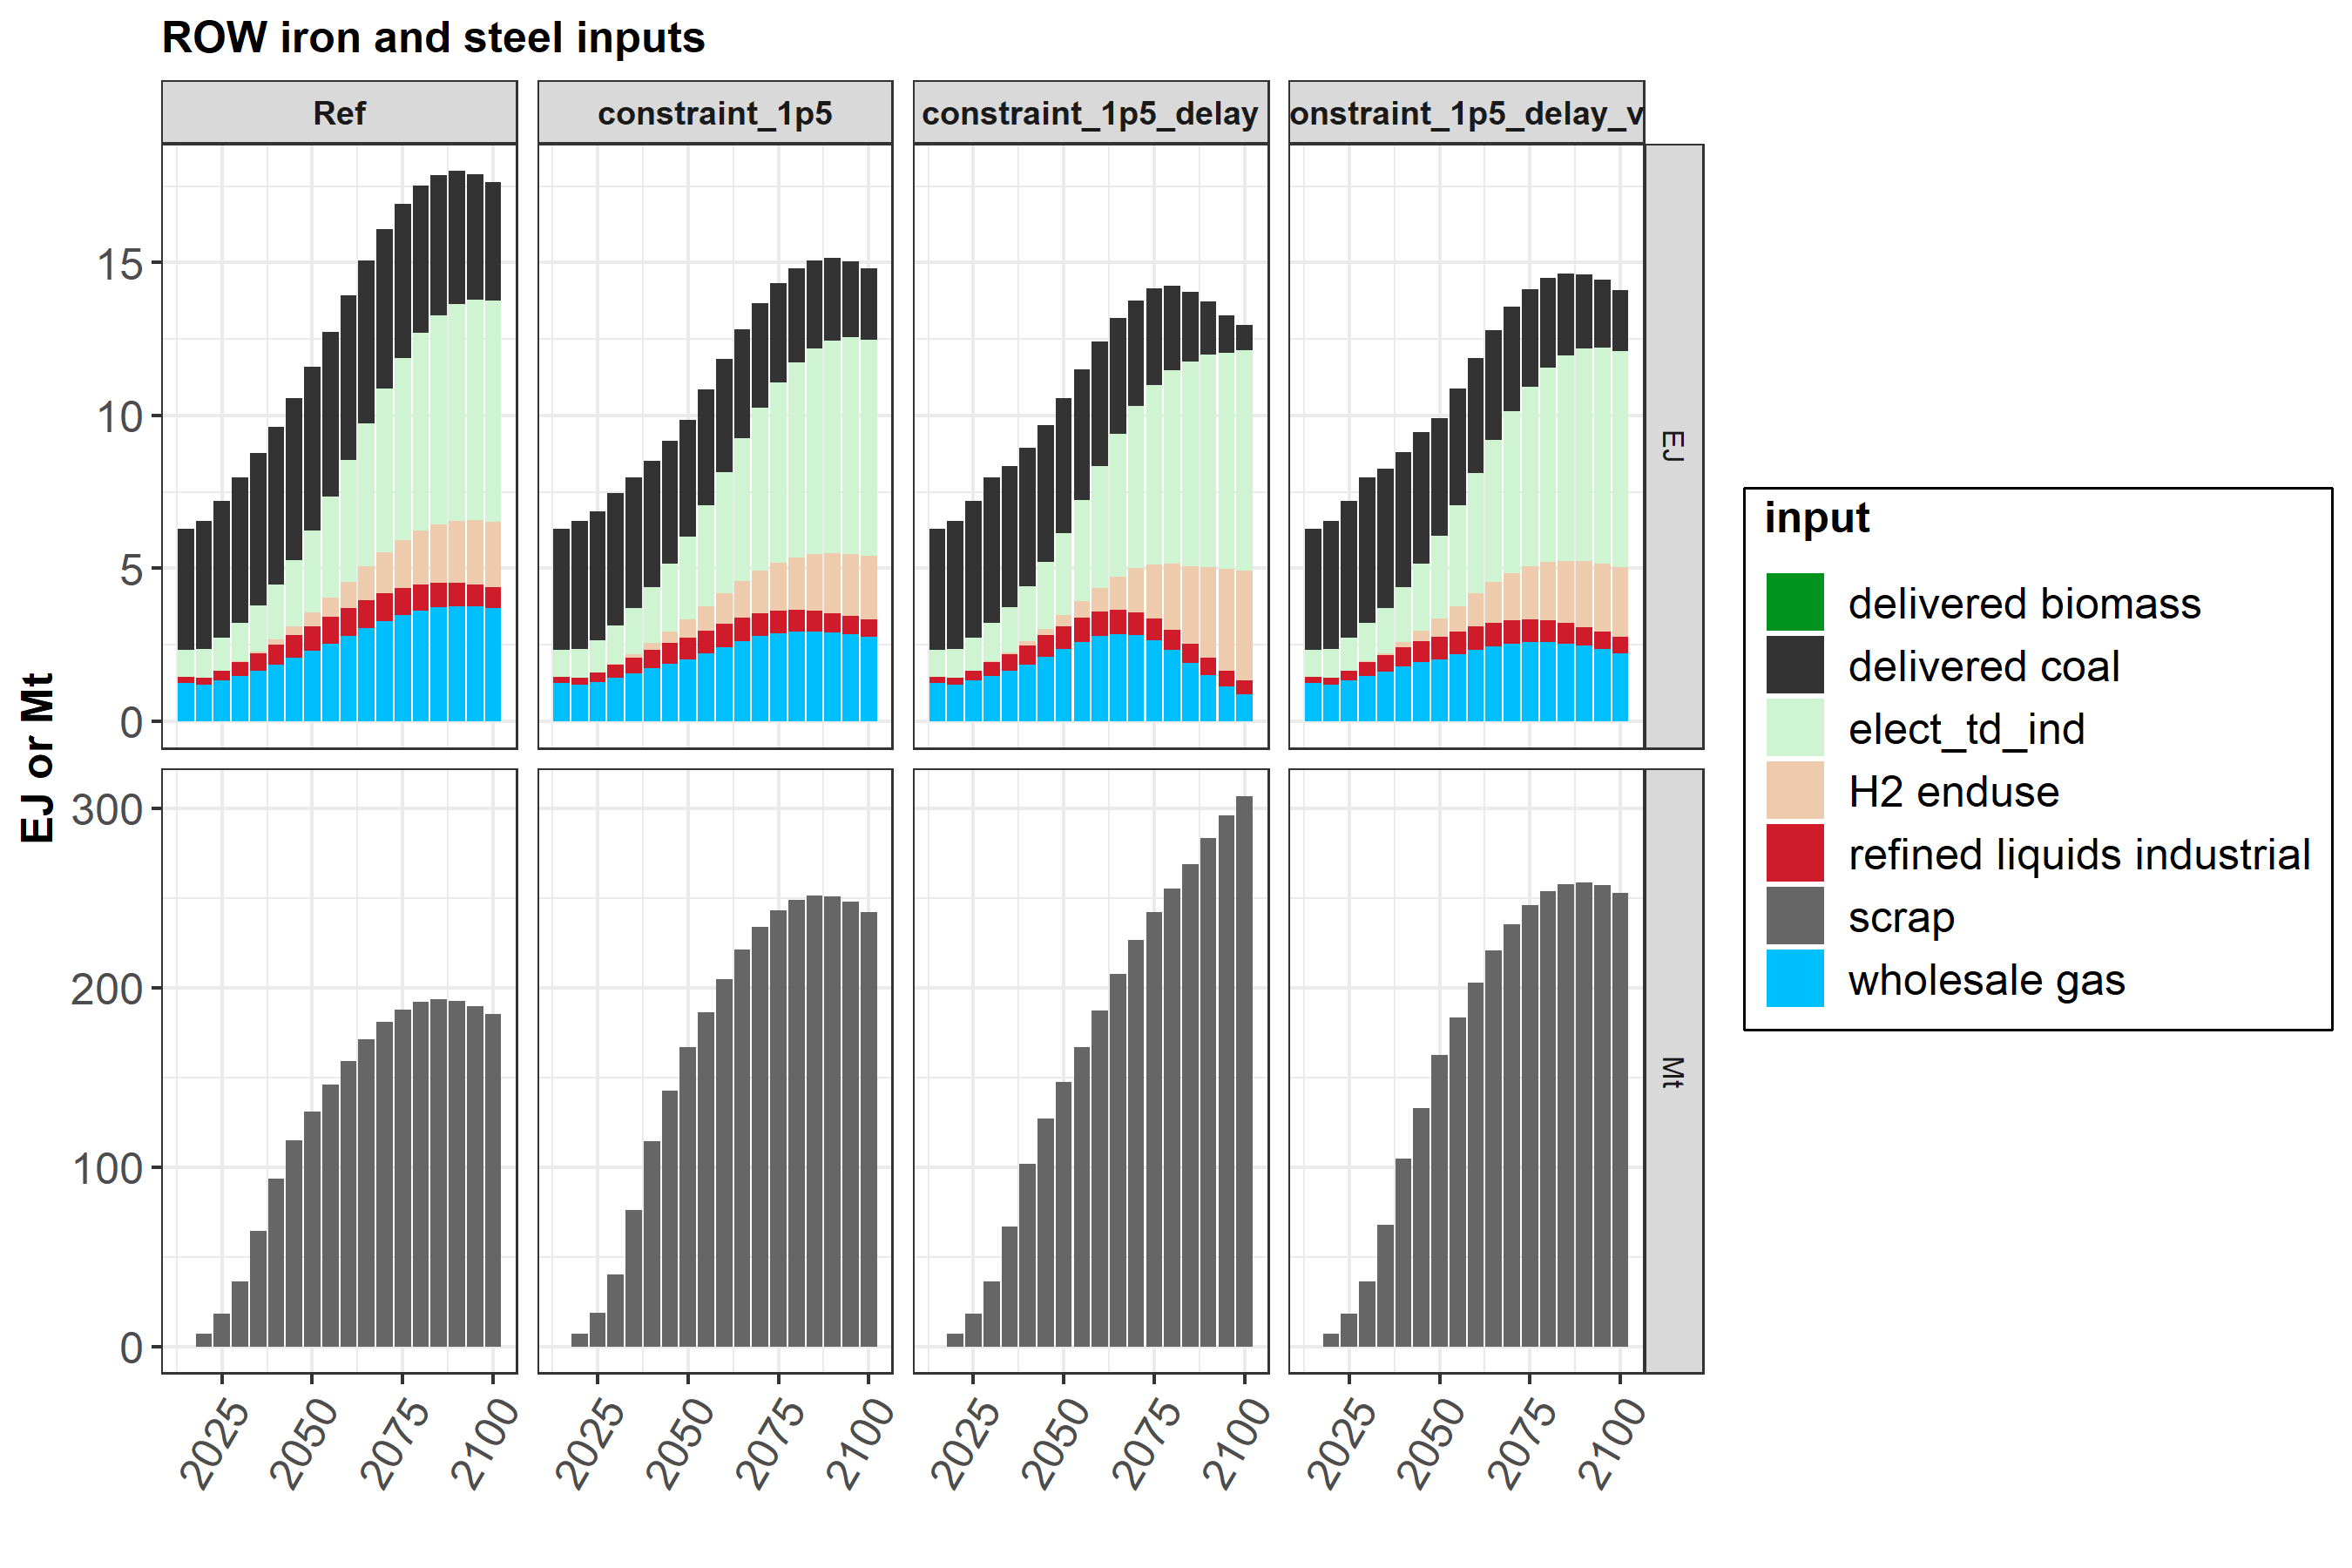 ROW iron and steel inputs
Ref constraint_1p5 constraint_1p5_delay onstraint_1p5_delay_v
EJ or Mt
15
10
5
0
EJ
300
200
100
0
Mt
2025 2050 2075 2100 2025 2050 2075 2100 2025 2050 2075 2100 2025 2050 2075 2100
input
delivered biomass
delivered coal
elect_td_ind
H2 enduse
refined liquids industrial
scrap
wholesale gas